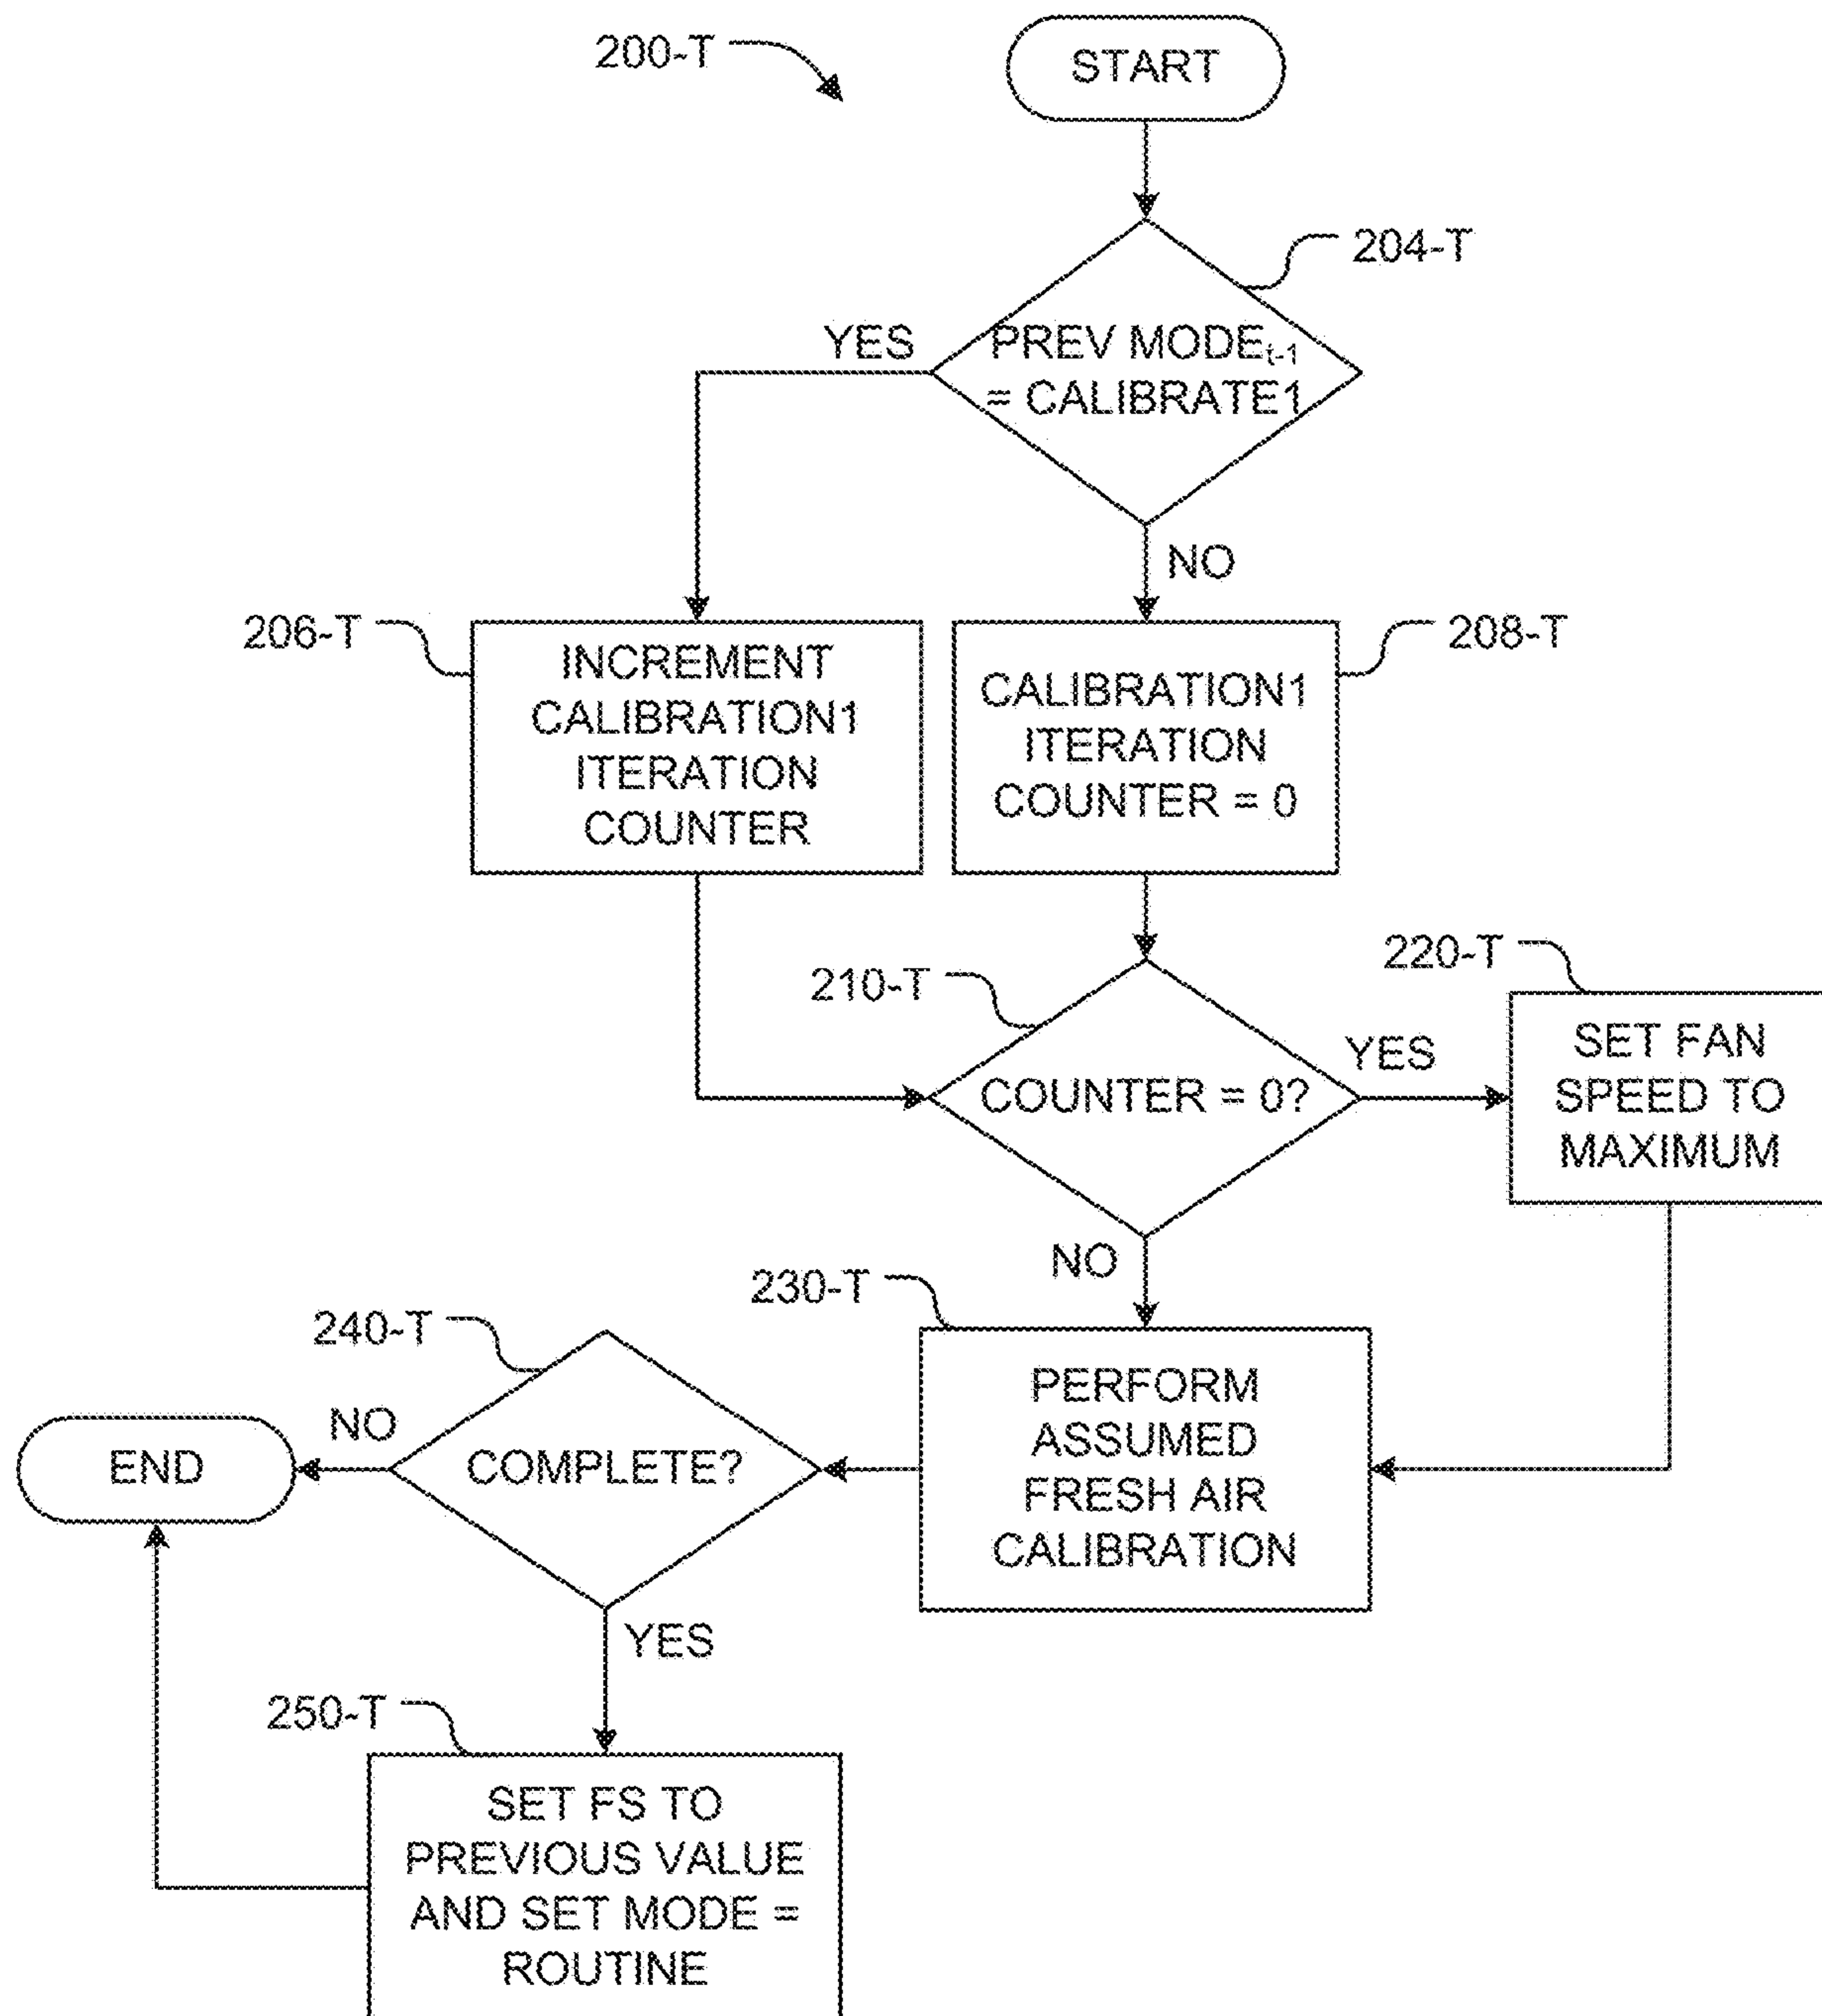 200-T
START
204-T
YES
PREV MODEt-1
= CALIBRATE1
NO
206-T
INCREMENT
CALIBRATION1
ITERATION
COUNTER
208-T
CALIBRATION1
ITERATION
COUNTER = 0
210-T
COUNTER = 0?
YES
220-T
SET FAN
SPEED TO
MAXIMUM
NO
230-T
PERFORM
ASSUMED
FRESH AIR
CALIBRATION
240-T
COMPLETE?
NO
END
YES
250-T
SET FS TO
PREVIOUS VALUE
AND SET MODE =
ROUTINE